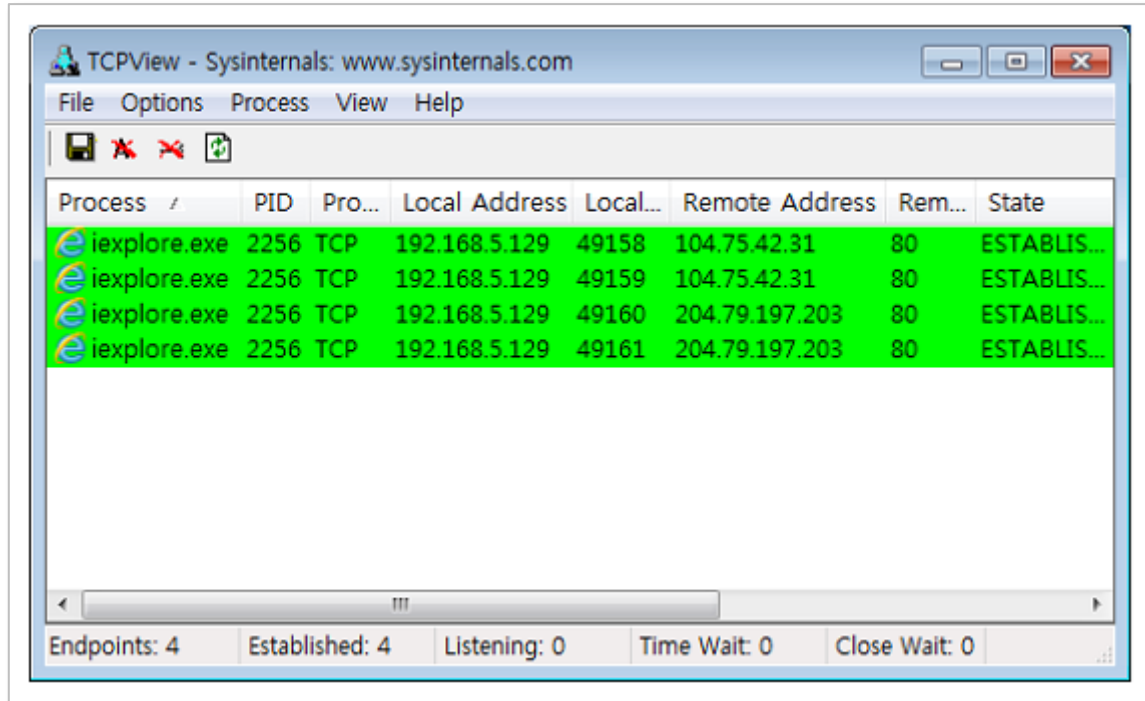 TCPView - Sysinternals: www.sysinternals.com
File Options Process View Help
Process PID Pro... Local Address Local... Remote Address Rem... State
iexplore.exe 2256 TCP 192.168.5.129 49158 104.75.42.31 80 ESTABLIS...
iexplore.exe 2256 TCP 192.168.5.129 49159 104.75.42.31 80 ESTABLIS...
iexplore.exe 2256 TCP 192.168.5.129 49160 204.79.197.203 80 ESTABLIS...
iexplore.exe 2256 TCP 192.168.5.129 49161 204.79.197.203 80 ESTABLIS...
Endpoints: 4 Established: 4 Listening: 0 Time Wait: 0 Close Wait: 0